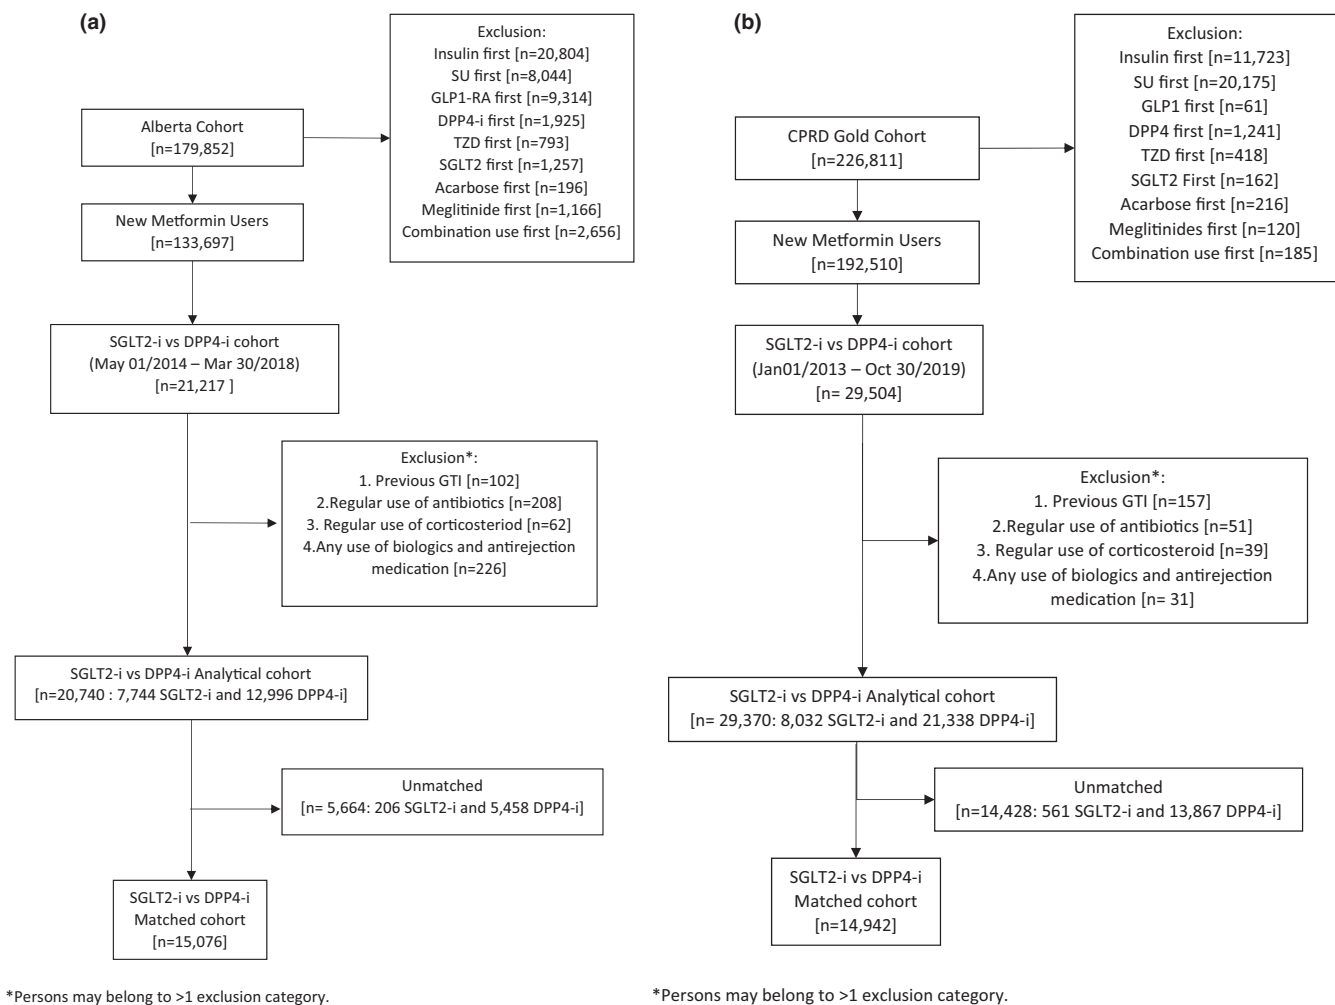 (a)
Exclusion:
Insulin first [n=20,804]
SU first [n=8,044]
GLP1-RA first [n=9,314]
DPP4-i first [n=1,925]
TZD first [n=793]
SGLT2 first [n=1,257]
Acarbose first [n=196]
Meglitinide first [n=1,166]
Combination use first [n=2,656]
Alberta Cohort
[n=179,852]
New Metformin Users
[n=133,697]
SGLT2-i vs DPP4-i cohort
(May 01/2014 – Mar 30/2018)
[n=21,217 ]
Exclusion*:
1. Previous GTI [n=102]
2.Regular use of antibiotics [n=208]
3. Regular use of corticosteriod [n=62]
4.Any use of biologics and antirejection
medication [n=226]
SGLT2-i vs DPP4-i Analytical cohort
[n=20,740 : 7,744 SGLT2-i and 12,996 DPP4-i]
Unmatched
[n= 5,664: 206 SGLT2-i and 5,458 DPP4-i]
SGLT2-i vs DPP4-i
Matched cohort
[n=15,076]
*Persons may belong to >1 exclusion category.
(b)
Exclusion:
Insulin first [n=11,723]
SU first [n=20,175]
GLP1 first [n=61]
DPP4 first [n=1,241]
TZD first [n=418]
SGLT2 First [n=162]
Acarbose first [n=216]
Meglitinides first [n=120]
Combination use first [n=185]
CPRD Gold Cohort
[n=226,811]
New Metformin Users
[n=192,510]
SGLT2-i vs DPP4-i cohort
(Jan01/2013 – Oct 30/2019)
[n= 29,504]
Exclusion*:
1. Previous GTI [n=157]
2.Regular use of antibiotics [n=51]
3. Regular use of corticosteroid [n=39]
4.Any use of biologics and antirejection
medication [n= 31]
SGLT2-i vs DPP4-i Analytical cohort
[n= 29,370: 8,032 SGLT2-i and 21,338 DPP4-i]
Unmatched
[n=14,428: 561 SGLT2-i and 13,867 DPP4-i]
SGLT2-i vs DPP4-i
Matched cohort
[n=14,942]
*Persons may belong to >1 exclusion category.